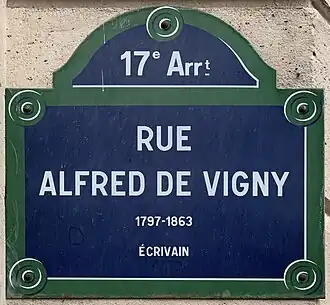 17e Arrt
RUE
ALFRED DE VIGNY
1797-1863
ÉCRIVAIN